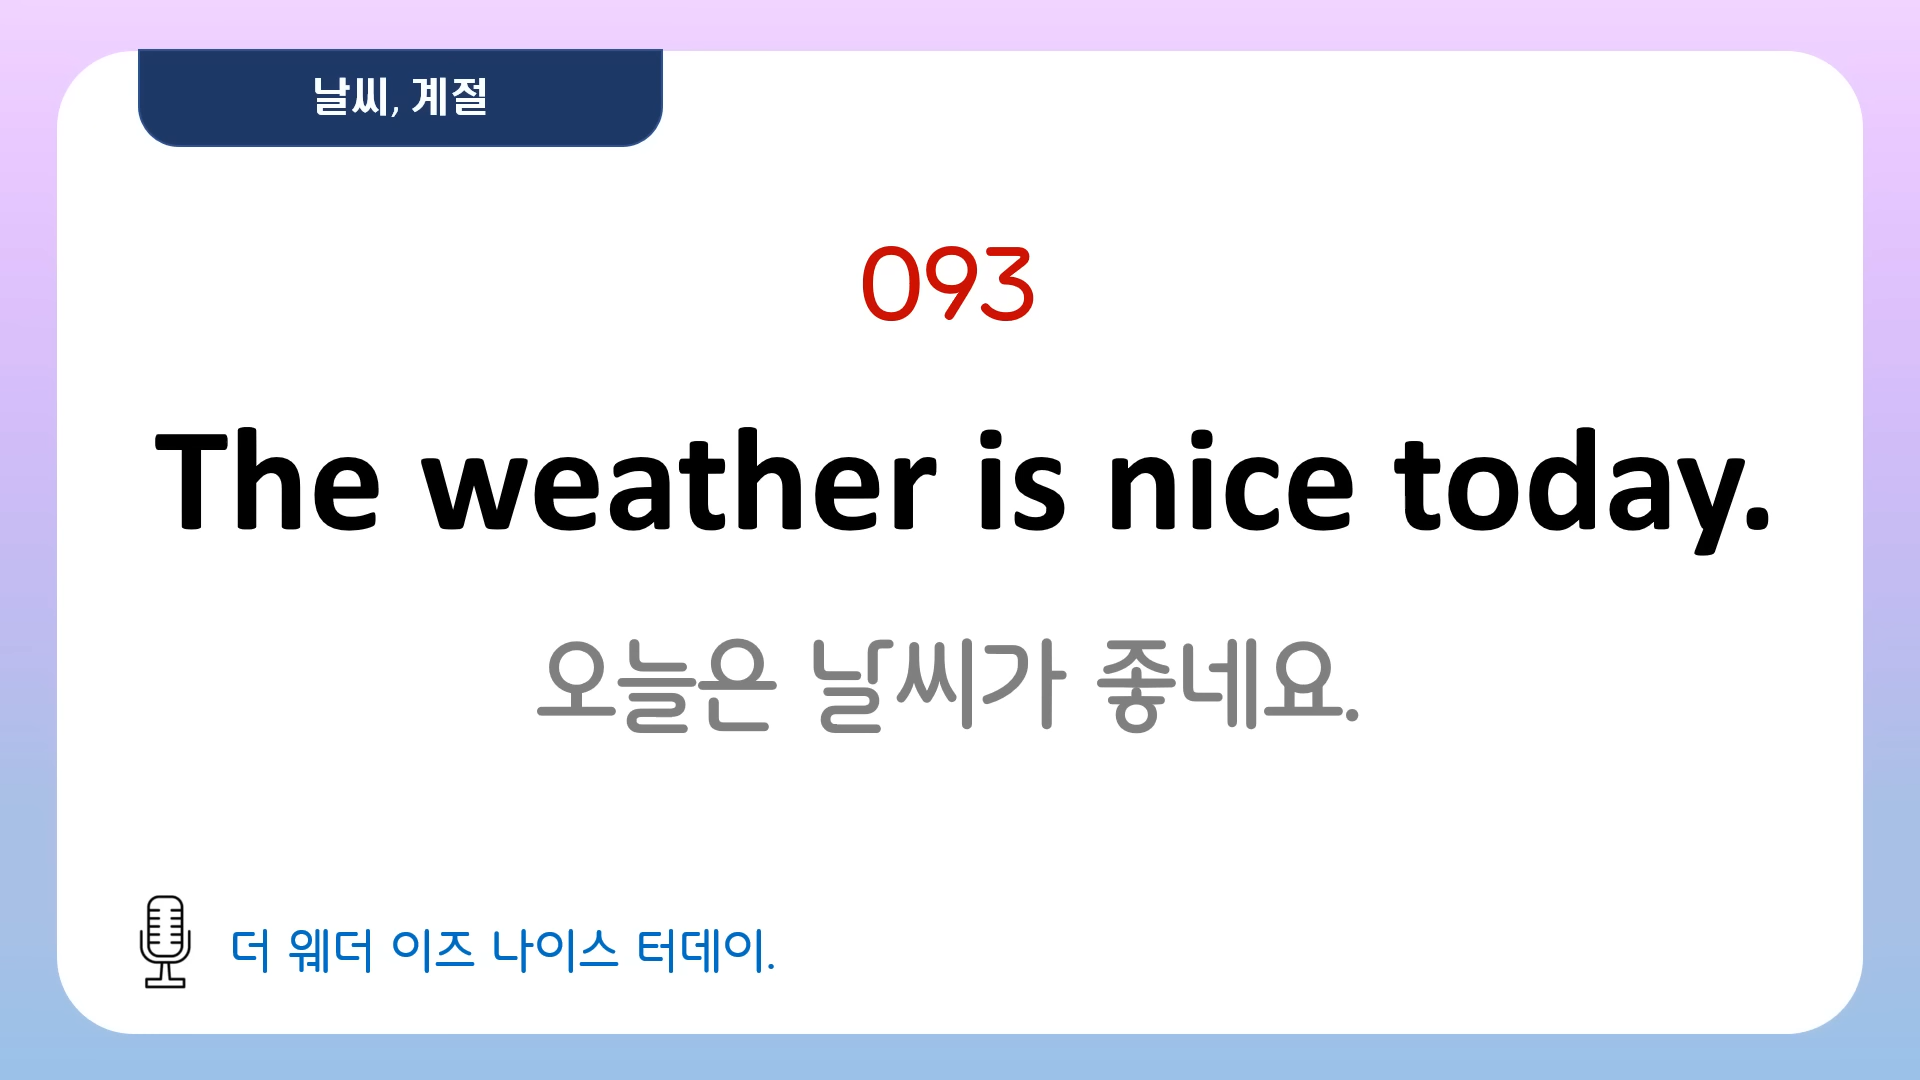 날씨, 계절
093
The weather is nice today.
오늘은 날씨가 좋네요.
더 웨더 이즈 나이스 터데이.